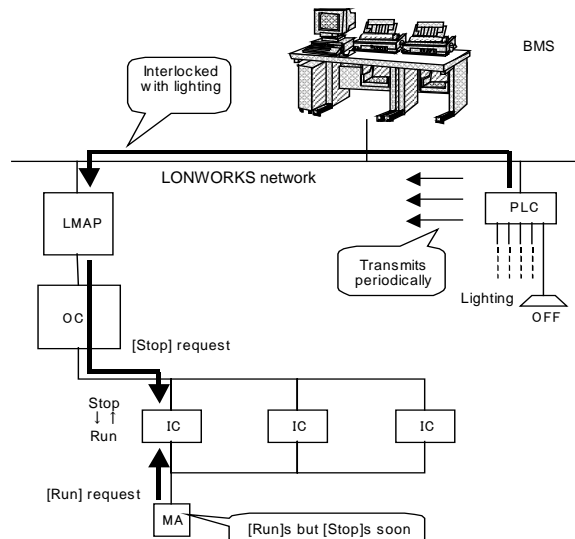 BMS
Interlocked
with lighting
LONWORKS network
LMAP
PLC
Transmits
periodically
Lighting
OFF
OC
[Stop] request
Stop
↓ ↑
Run
IC
IC
IC
[Run] request
MA
[Run]s but [Stop]s soon